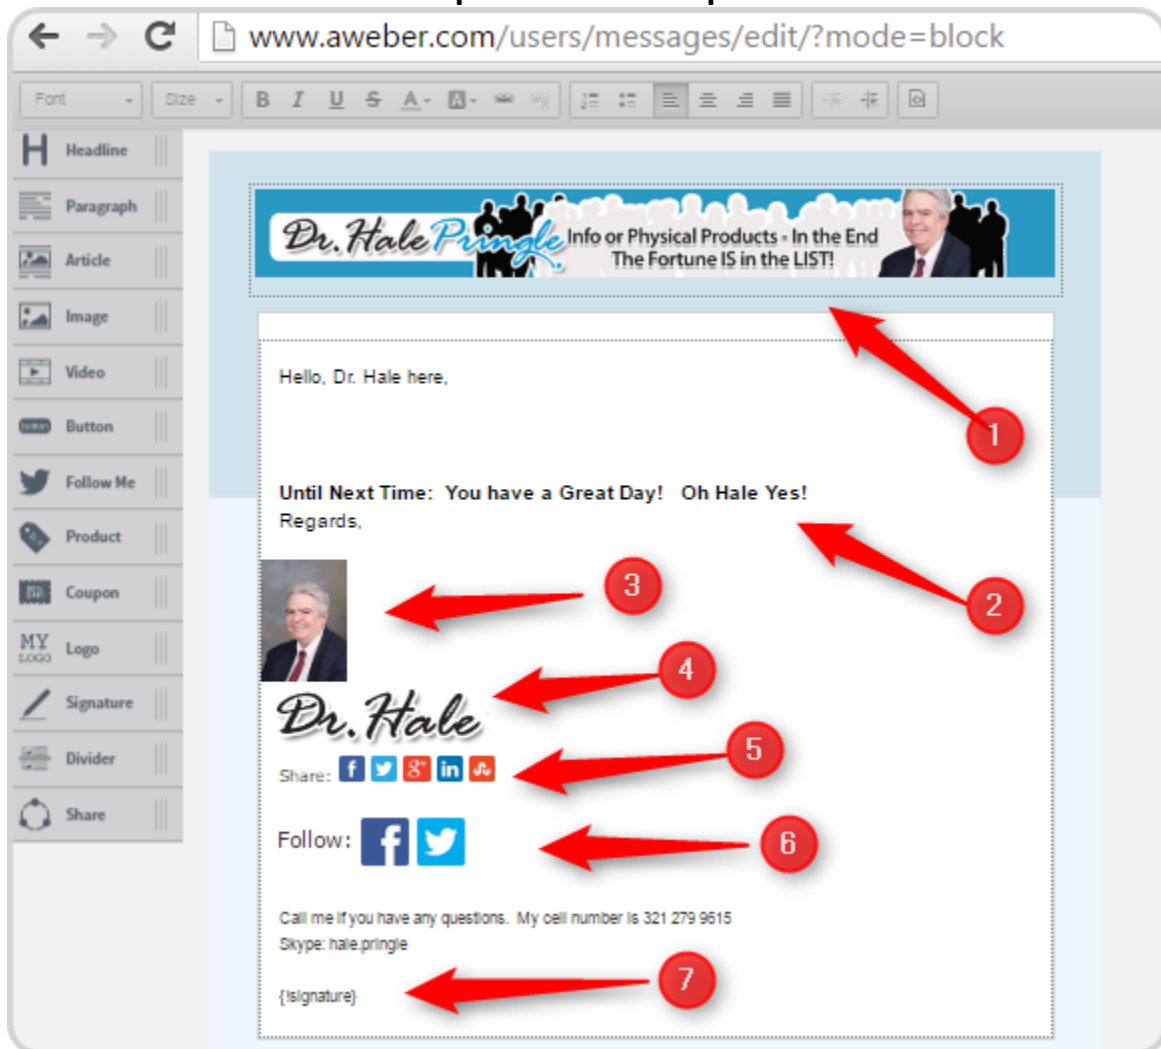 www.aweber.com/users/messages/edit/?mode=block
Font Size B I U S A A
H Headline
Paragraph
Article
Image
Video
Button
Follow Me
Product
Coupon
MY LOGO Logo
Signature
Divider
Share
Dr. Hale Pringle
Info or Physical Products - In the End
The Fortune IS in the LIST!
1
Hello, Dr. Hale here,
Until Next Time: You have a Great Day! Oh Hale Yes!
Regards,
2
3
4
Dr. Hale
5
Share: f g+ in
Follow: f
6
Call me if you have any questions. My cell number is 321 279 9615
Skype: hale.pringle
7
{!signature}